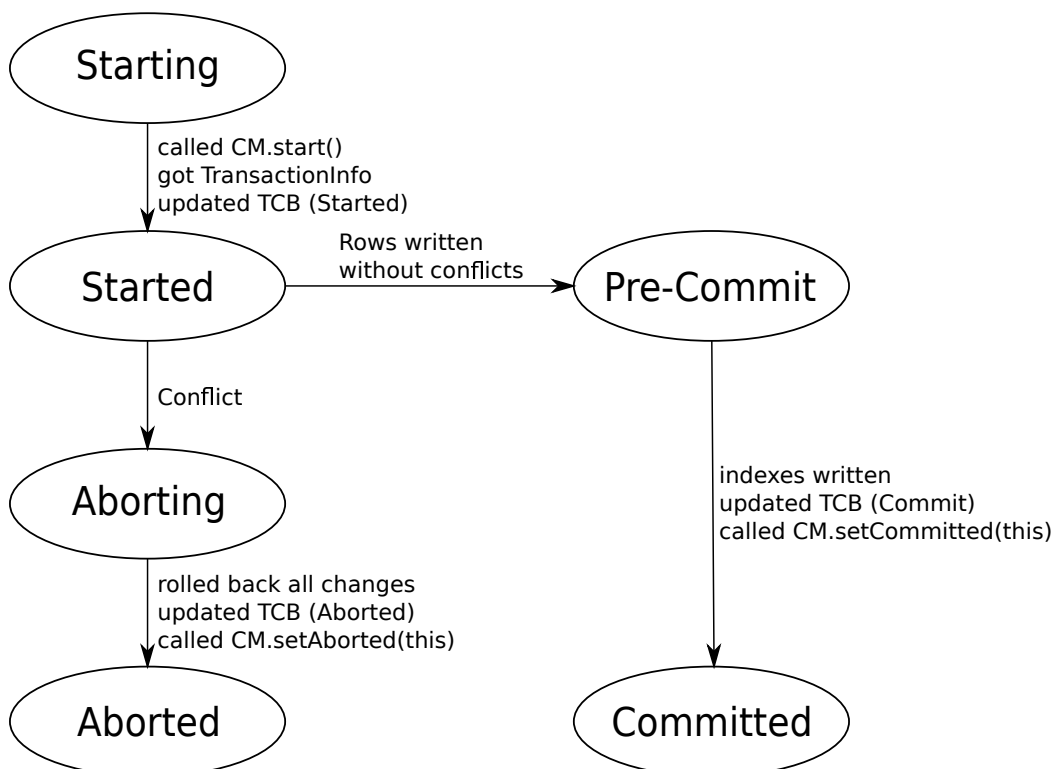 Starting
called CM.start()
got TransactionInfo
updated TCB (Started)
Started
Rows written
without conflicts
Pre-Commit
Conflict
Aborting
indexes written
updated TCB (Commit)
called CM.setCommitted(this)
rolled back all changes
updated TCB (Aborted)
called CM.setAborted(this)
Aborted
Committed